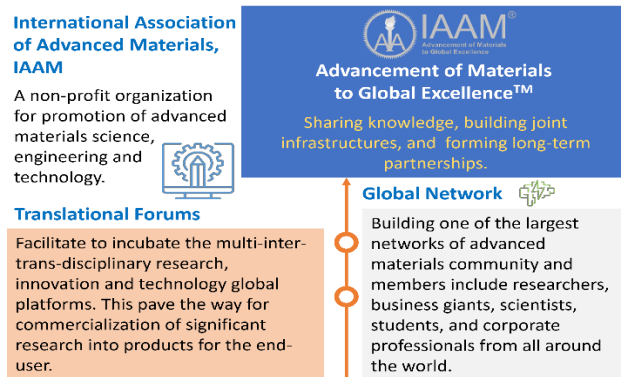 International Association
of Advanced Materials,
IAAM
A non-profit organization
for promotion of advanced
materials science,
engineering and
technology.
IAAM®
Advancement of Materials
to Global Excellence
Advancement of Materials
to Global Excellence™
Sharing knowledge, building joint
infrastructures, and forming long-term
partnerships.
Translational Forums
Facilitate to incubate the multi-inter-
trans-disciplinary research,
innovation and technology global
platforms. This pave the way for
commercialization of significant
research into products for the end-
user.
Global Network
Building one of the largest
networks of advanced
materials community and
members include researchers,
business giants, scientists,
students, and corporate
professionals from all around
the world.